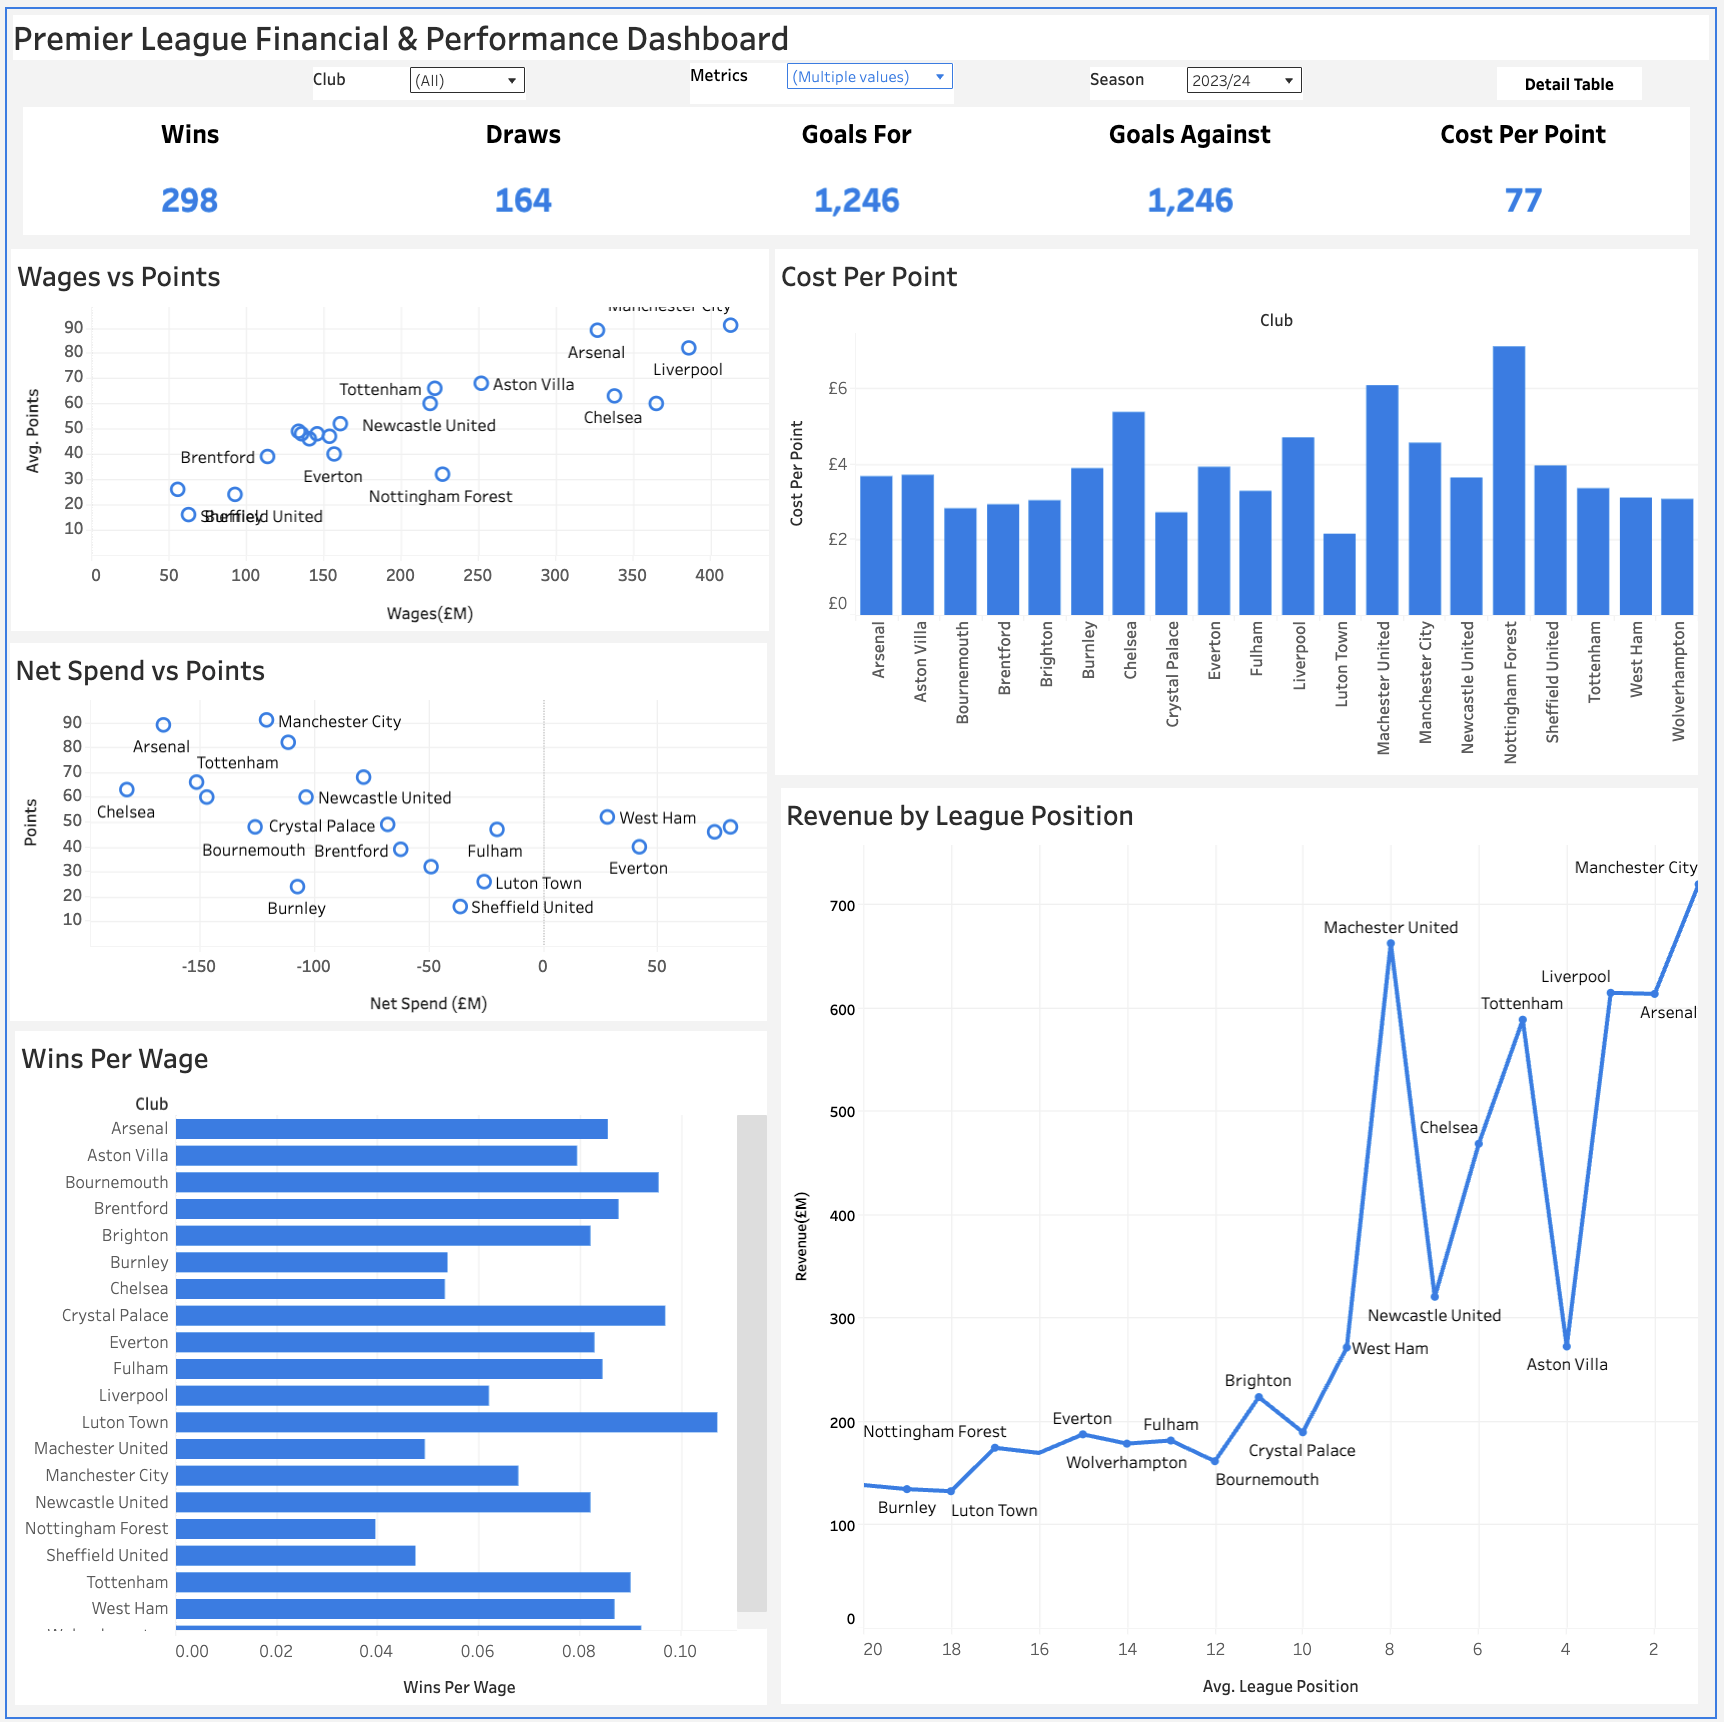 Premier League Financial & Performance Dashboard
Club (All) Metrics (Multiple values) Season 2023/24 Detail Table
Wins Draws Goals For Goals Against Cost Per Point
298 164 1,246 1,246 77
Wages vs Points
Avg. Points
90
80
70
60
50
40
30
20
10
Manchester City
Arsenal
Liverpool
Tottenham
Aston Villa
Chelsea
Newcastle United
Brentford
Everton
Nottingham Forest
Burnley
Sheffield United
0 50 100 150 200 250 300 350 400
Wages(£M)
Net Spend vs Points
Points
90
80
70
60
50
40
30
20
10
Manchester City
Arsenal
Tottenham
Newcastle United
Chelsea
West Ham
Crystal Palace
Bournemouth
Brentford
Fulham
Everton
Luton Town
Burnley
Sheffield United
-150 -100 -50 0 50
Net Spend (£M)
Wins Per Wage
Club
Arsenal
Aston Villa
Bournemouth
Brentford
Brighton
Burnley
Chelsea
Crystal Palace
Everton
Fulham
Liverpool
Luton Town
Machester United
Manchester City
Newcastle United
Nottingham Forest
Sheffield United
Tottenham
West Ham
0.00 0.02 0.04 0.06 0.08 0.10
Wins Per Wage
Cost Per Point
Club
Cost Per Point
£6
£4
£2
£0
Arsenal
Aston Villa
Bournemouth
Brentford
Brighton
Burnley
Chelsea
Crystal Palace
Everton
Fulham
Liverpool
Luton Town
Machester United
Manchester City
Newcastle United
Nottingham Forest
Sheffield United
Tottenham
West Ham
Wolverhampton
Revenue by League Position
Revenue(£M)
700
600
500
400
300
200
100
0
Manchester City
Machester United
Liverpool
Tottenham
Arsenal
Chelsea
Newcastle United
West Ham
Aston Villa
Brighton
Everton
Fulham
Nottingham Forest
Crystal Palace
Wolverhampton
Bournemouth
Burnley
Luton Town
20 18 16 14 12 10 8 6 4 2
Avg. League Position